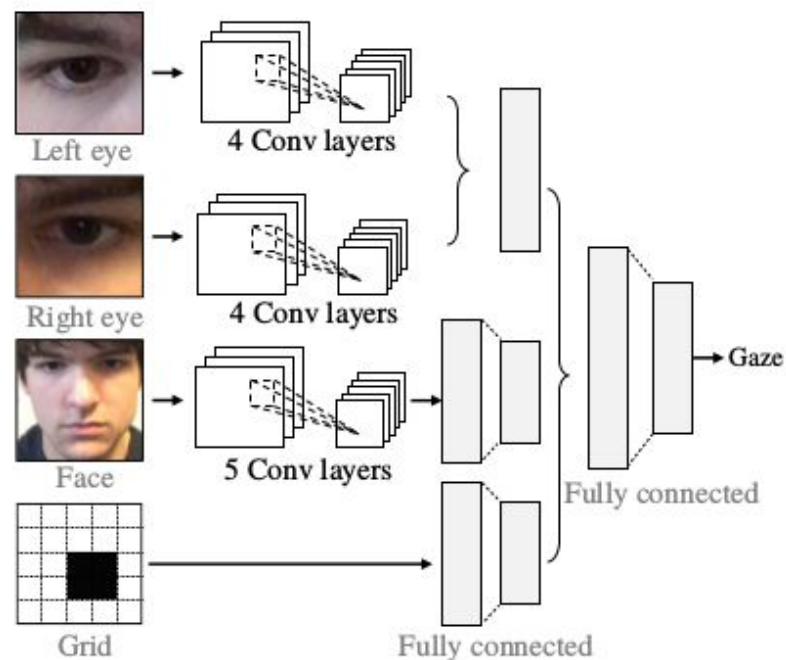 Left eye
4 Conv layers
Right eye
4 Conv layers
Face
5 Conv layers
Grid
Fully connected
Fully connected
Gaze